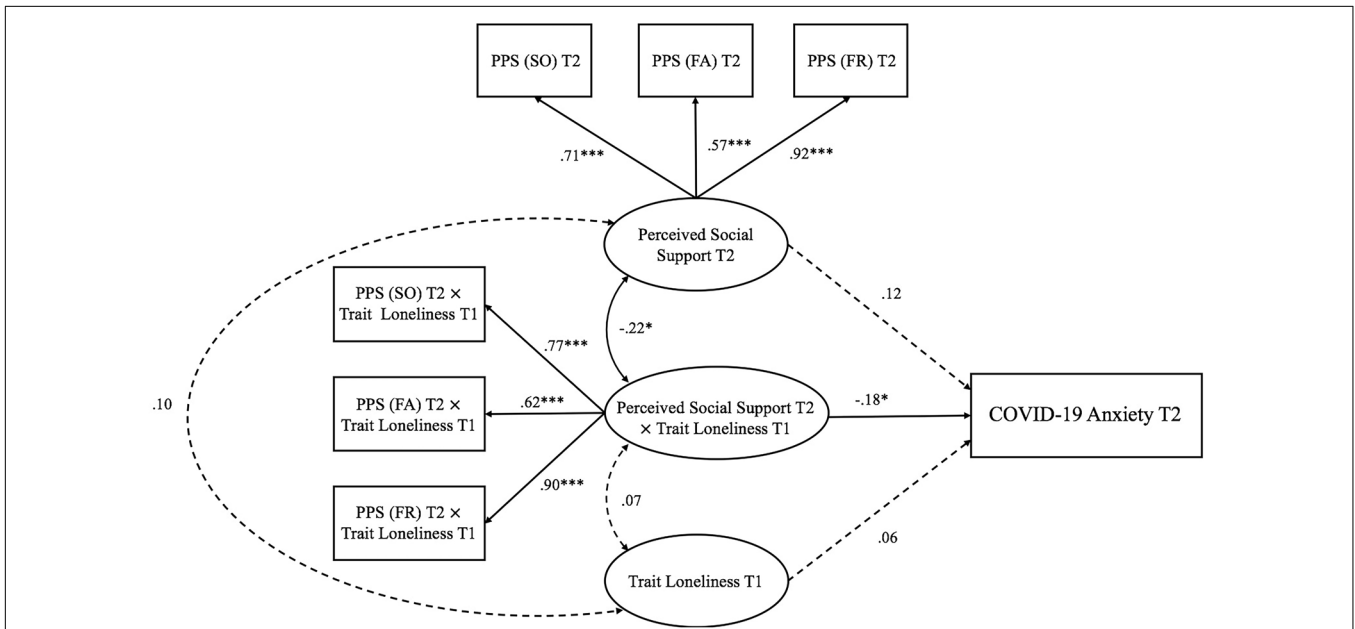 PPS (SO) T2
PPS (FA) T2
PPS (FR) T2
.71***
.57***
.92***
Perceived Social
Support T2
PPS (SO) T2 ×
Trait Loneliness T1
.12
-.22*
.77***
.10
PPS (FA) T2 ×
Trait Loneliness T1
.62***
Perceived Social Support T2
× Trait Loneliness T1
-.18*
COVID-19 Anxiety T2
.90***
PPS (FR) T2 ×
Trait Loneliness T1
.07
.06
Trait Loneliness T1